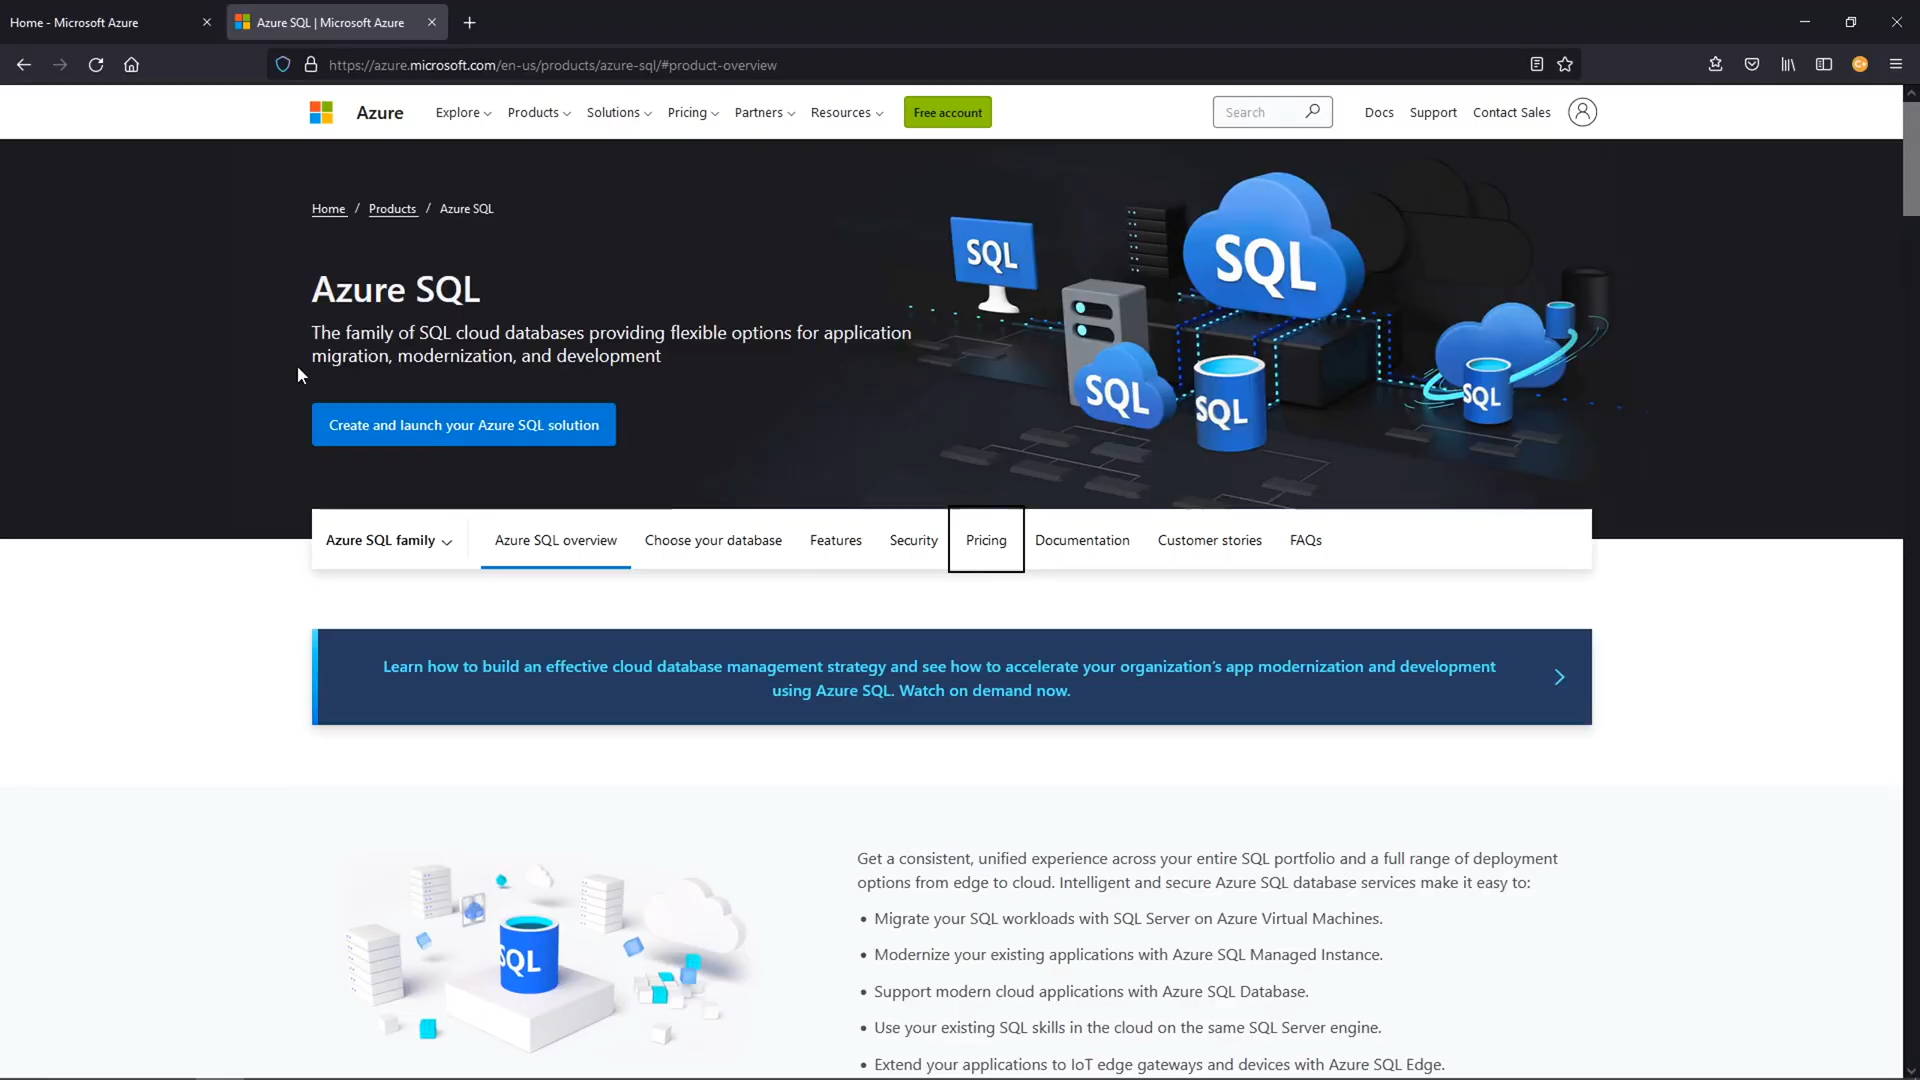 Home - Microsoft Azure
Azure SQL | Microsoft Azure
https://azure.microsoft.com/en-us/products/azure-sql/#product-overview
Azure
Explore
Products
Solutions
Pricing
Partners
Resources
Free account
Search
Docs
Support
Contact Sales
Home / Products / Azure SQL
Azure SQL
The family of SQL cloud databases providing flexible options for application
migration, modernization, and development
Create and launch your Azure SQL solution
SQL
SQL
SQL
SQL
SQL
Azure SQL family
Azure SQL overview
Choose your database
Features
Security
Pricing
Documentation
Customer stories
FAQs
Learn how to build an effective cloud database management strategy and see how to accelerate your organization's app modernization and development
using Azure SQL. Watch on demand now.
SQL
Get a consistent, unified experience across your entire SQL portfolio and a full range of deployment
options from edge to cloud. Intelligent and secure Azure SQL database services make it easy to:
• Migrate your SQL workloads with SQL Server on Azure Virtual Machines.
• Modernize your existing applications with Azure SQL Managed Instance.
• Support modern cloud applications with Azure SQL Database.
• Use your existing SQL skills in the cloud on the same SQL Server engine.
• Extend your applications to IoT edge gateways and devices with Azure SQL Edge.